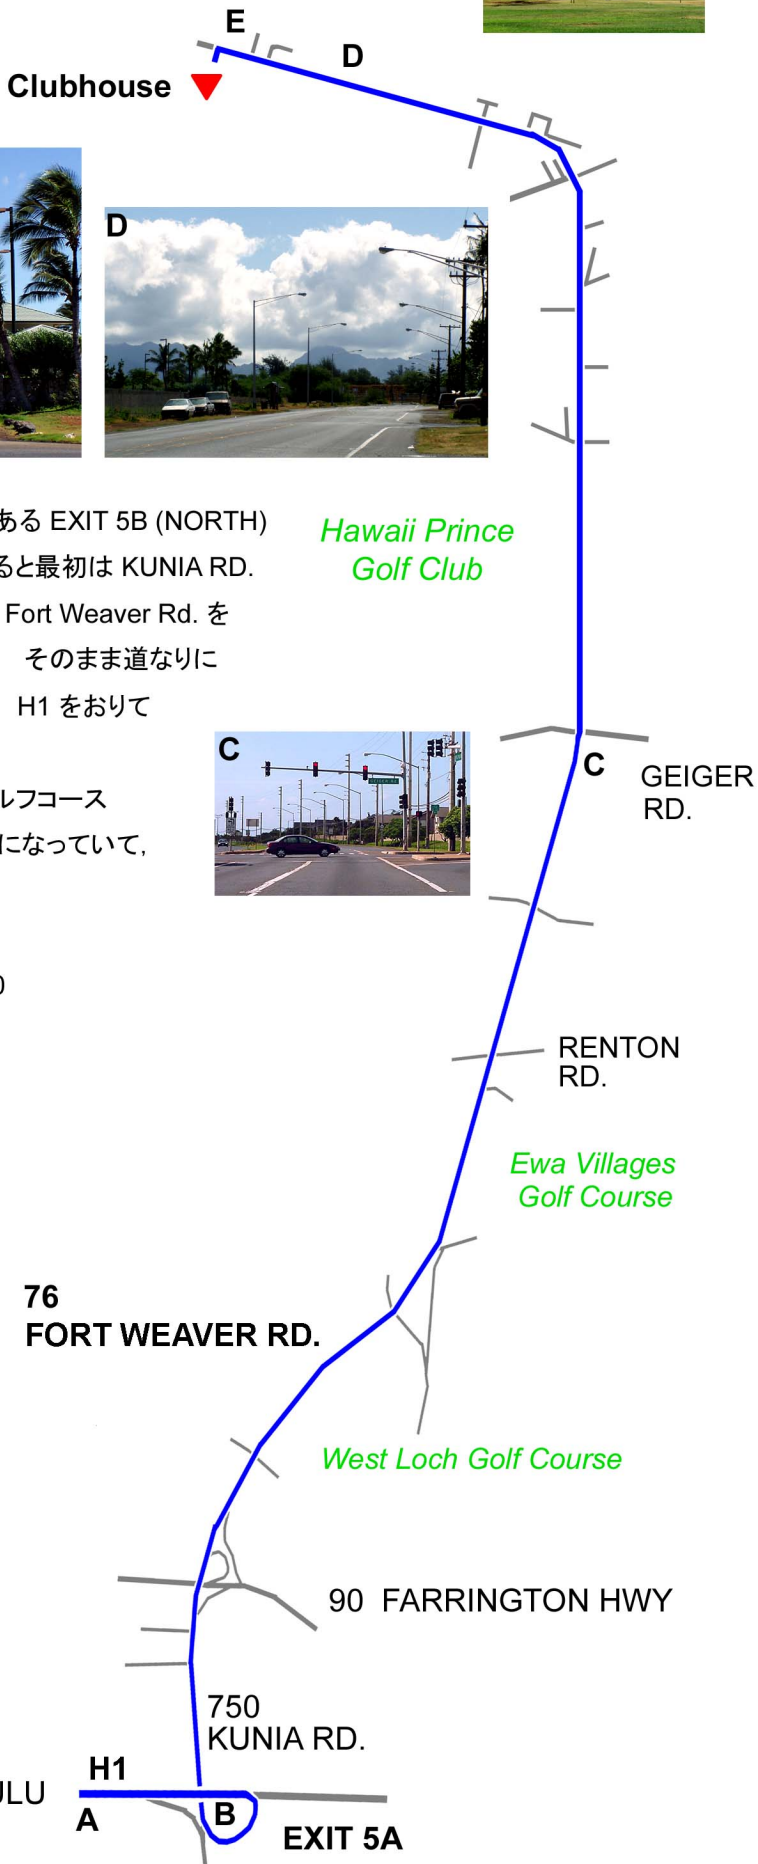 E
D
Clubhouse
D
ある EXIT 5B (NORTH)
ると最初は KUNIA RD.
Fort Weaver Rd. を
そのまま道なりに
H1 をおりて
Hawaii Prince
Golf Club
C
C
GEIGER
RD.
ルフコース
になっていて,
RENTON
RD.
Ewa Villages
Golf Course
76
FORT WEAVER RD.
West Loch Golf Course
90 FARRINGTON HWY
750
KUNIA RD.
H1
ULU
A
B
EXIT 5A